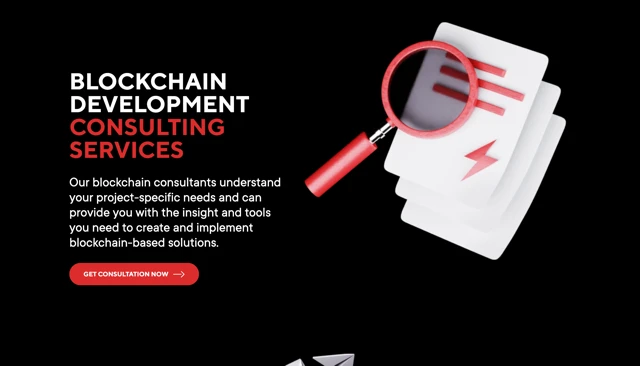 BLOCKCHAIN
DEVELOPMENT
CONSULTING
SERVICES
Our blockchain consultants understand
your project-specific needs and can
provide you with the insight and tools
you need to create and implement
blockchain-based solutions.
GET CONSULTATION NOW